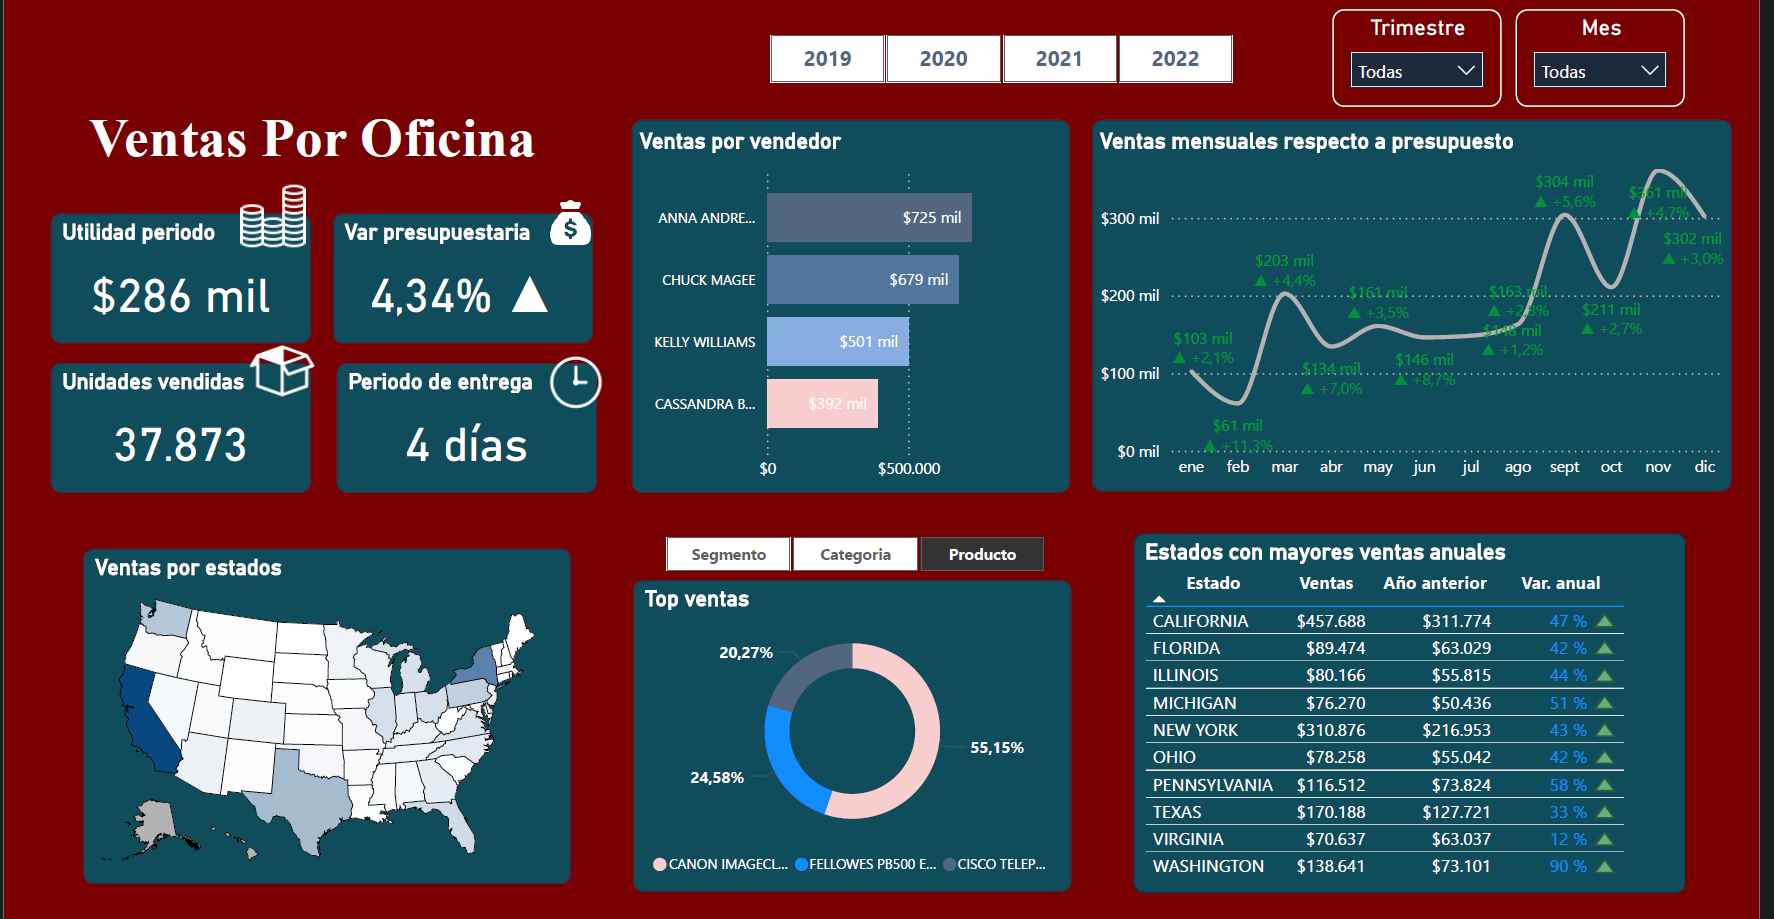 2019 2020 2021 2022
Trimestre
Todas
Mes
Todas
Ventas Por Oficina
Utilidad periodo
$286 mil
Var presupuestaria
$
4,34%
Unidades vendidas
37.873
Periodo de entrega
4 días
Ventas por vendedor
ANNA ANDRE... $725 mil
CHUCK MAGEE $679 mil
KELLY WILLIAMS $501 mil
CASSANDRA B... $392 mil
$0 $500.000
Ventas mensuales respecto a presupuesto
$300 mil
$200 mil
$100 mil
$0 mil
$103 mil
▲ +2,1%
$61 mil
▲ +11,3%
$203 mil
▲ +4,4%
$134 mil
▲ +7,0%
$161 mil
▲ +3,5%
$146 mil
▲ +8,7%
$148 mil
▲ +1,2%
$163 mil
▲ +2,8%
$304 mil
▲ +5,6%
$211 mil
▲ +2,7%
$361 mil
▲ +4,7%
$302 mil
▲ +3,0%
ene feb mar abr may jun jul ago sept oct nov dic
Ventas por estados
Segmento Categoria Producto
Top ventas
20,27%
55,15%
24,58%
CANON IMAGECL... FELLOWES PB500 E... CISCO TELEP...
Estados con mayores ventas anuales
Estado Ventas Año anterior Var. anual
CALIFORNIA $457.688 $311.774 47 %
FLORIDA $89.474 $63.029 42 %
ILLINOIS $80.166 $55.815 44 %
MICHIGAN $76.270 $50.436 51 %
NEW YORK $310.876 $216.953 43 %
OHIO $78.258 $55.042 42 %
PENNSYLVANIA $116.512 $73.824 58 %
TEXAS $170.188 $127.721 33 %
VIRGINIA $70.637 $63.037 12 %
WASHINGTON $138.641 $73.101 90 %